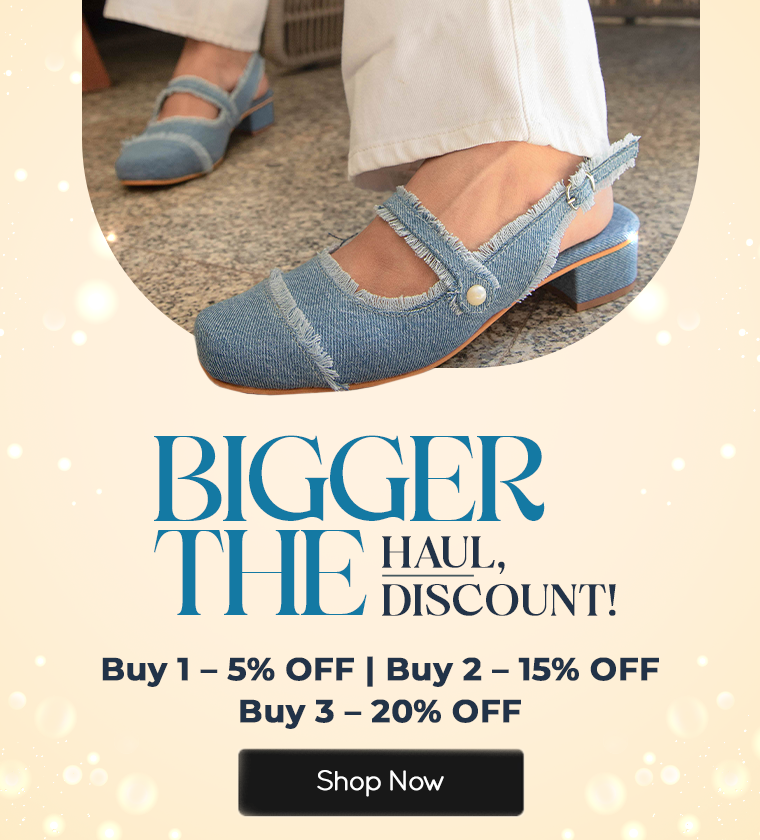 BIGGER
THE HAUL,
DISCOUNT!
Buy 1 – 5% OFF | Buy 2 – 15% OFF
Buy 3 – 20% OFF
Shop Now